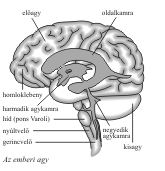 előagy
oldalkamra
homloklebeny
harmadik agykamra
híd (pons Varoli)
nyúltvelő
gerincvelő
negyedik
agykamra
kisagy
Az emberi agy